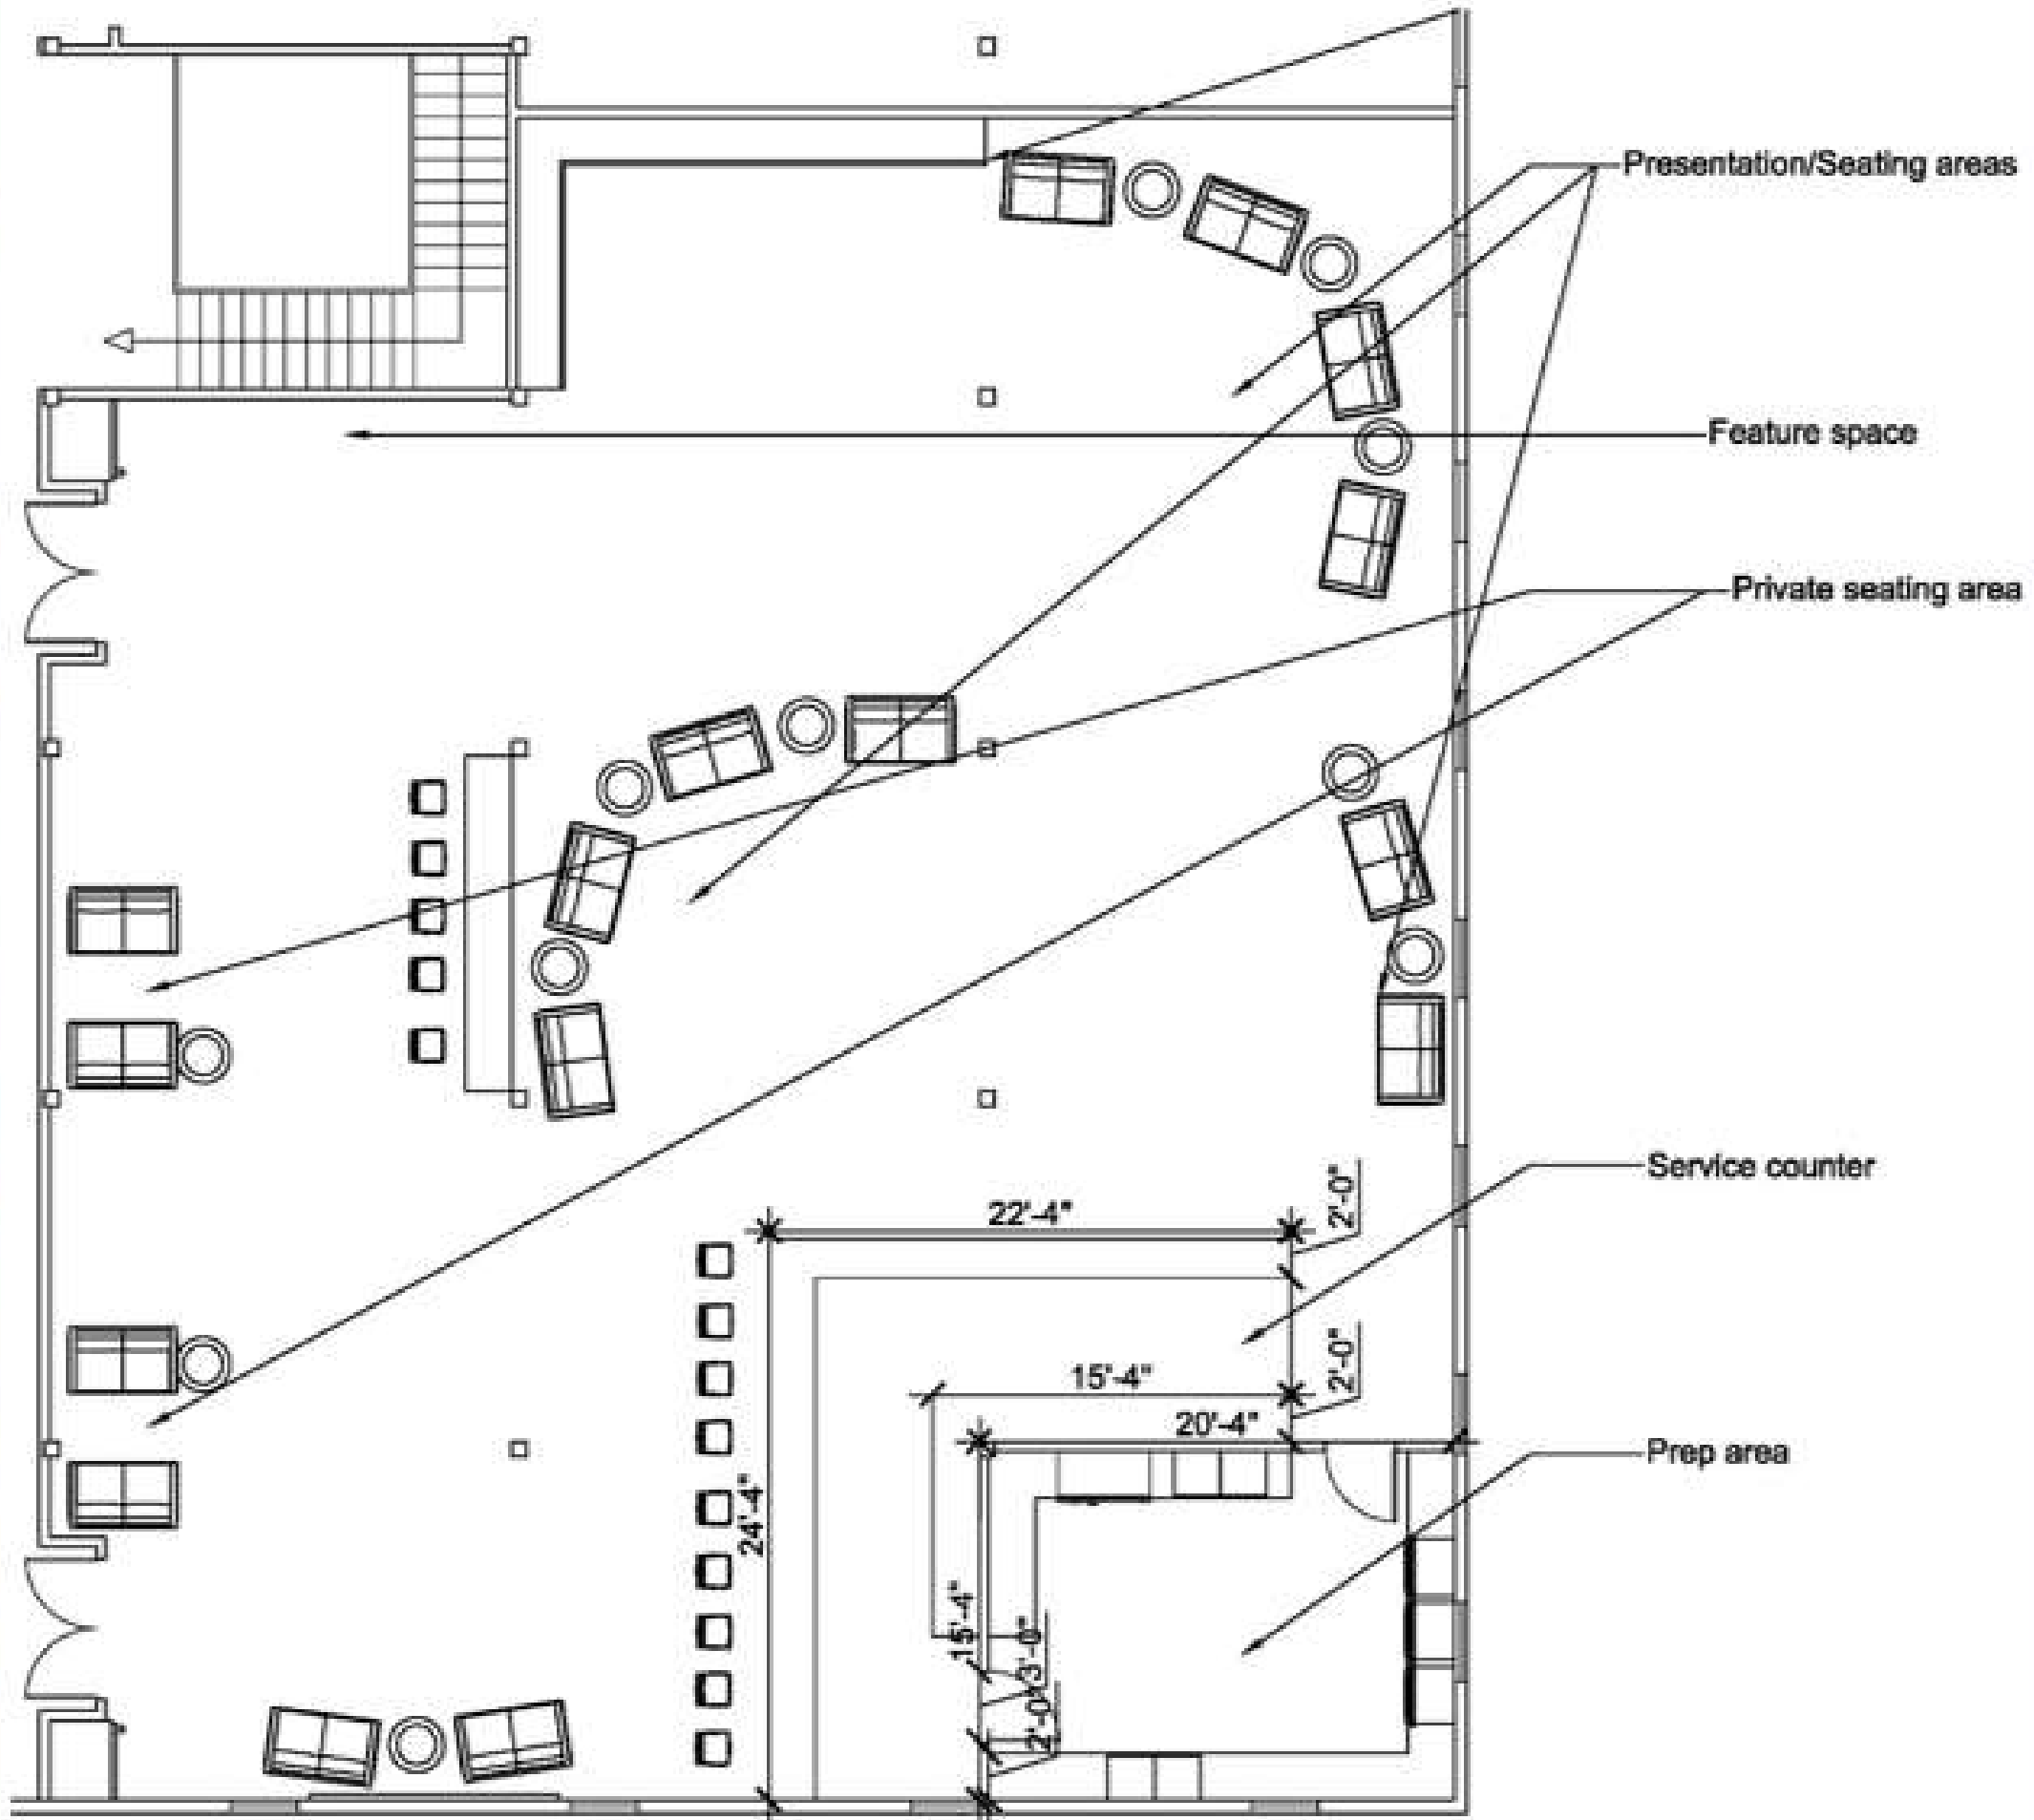 Presentation/Seating areas
Feature space
Private seating area
Service counter
22'-4"
2'-0"
15'-4"
2'-0"
20'-4"
Prep area
24'-4"
15'-4"
3'-0"
2'-0"